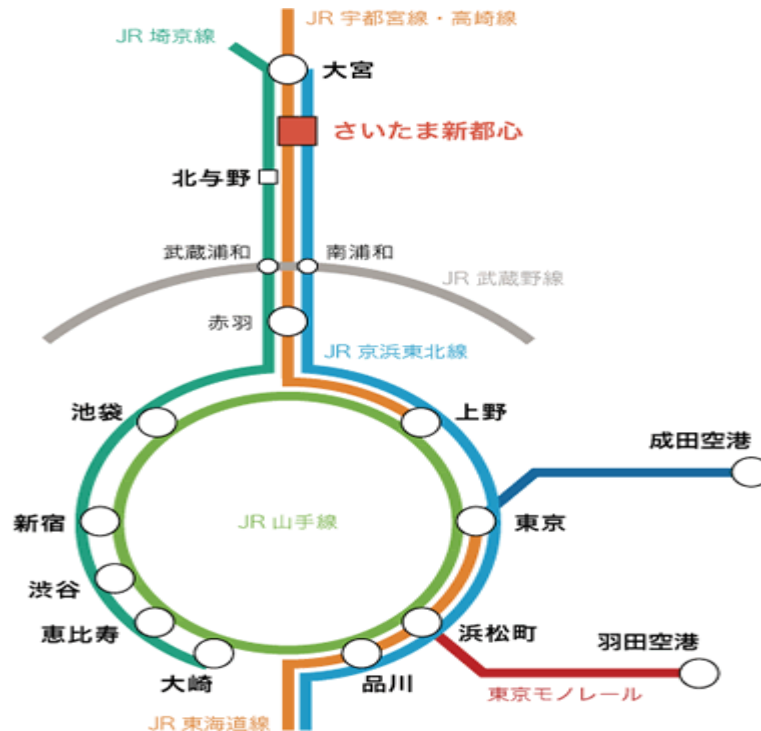 JR 宇都宮線・高崎線
JR 埼京線
大宮
さいたま新都心
北与野
武蔵浦和
南浦和
JR 武蔵野線
赤羽
JR 京浜東北線
池袋
上野
成田空港
新宿
JR 山手線
東京
渋谷
恵比寿
浜松町
羽田空港
大崎
品川
東京モノレール
JR 東海道線